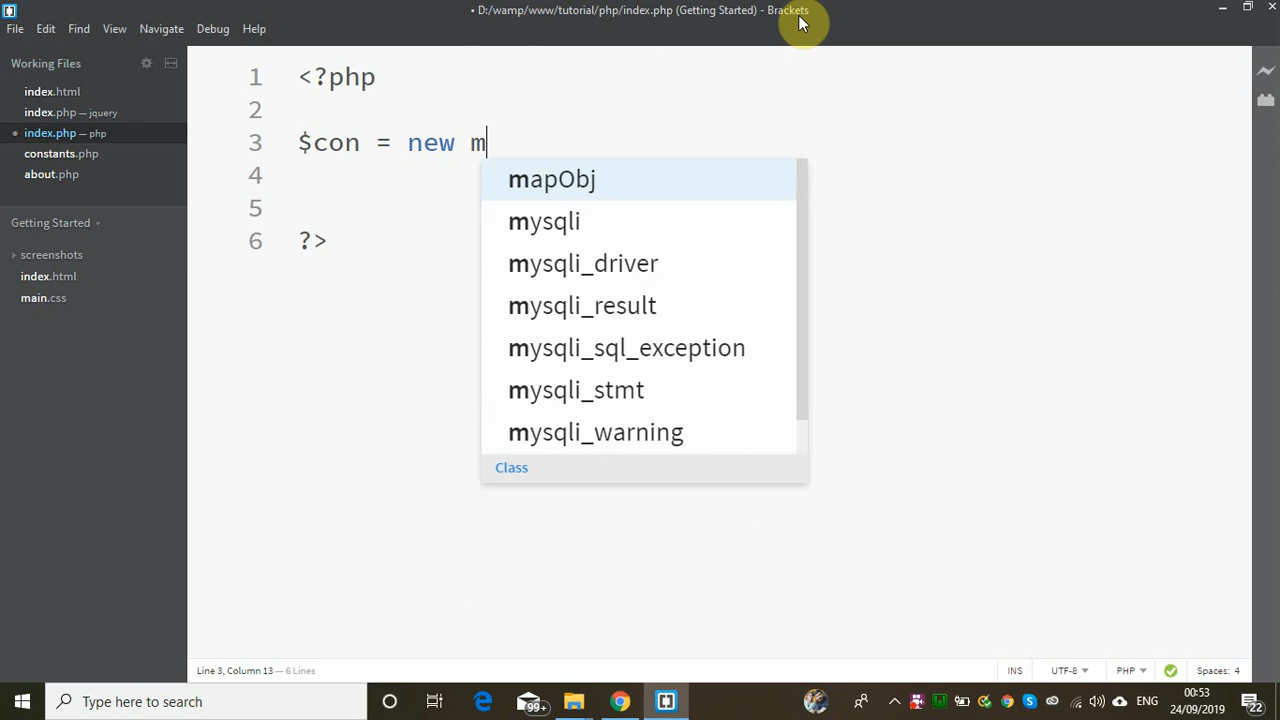 • D:/wamp/www/tutorial/php/index.php (Getting Started) - Brackets
File Edit Find View Navigate Debug Help
Working Files
index.html
index.php — jquery
• index.php — php
constants.php
about.php
Getting Started
screenshots
index.html
main.css
1 <?php
2
3 $con = new m
4
5
6 ?>
mapObj
mysqli
mysqli_driver
mysqli_result
mysqli_sql_exception
mysqli_stmt
mysqli_warning
Class
Line 3, Column 13 — 6 Lines
INS UTF-8 PHP Spaces: 4
Type here to search
99+
ENG
00:53
24/09/2019
22